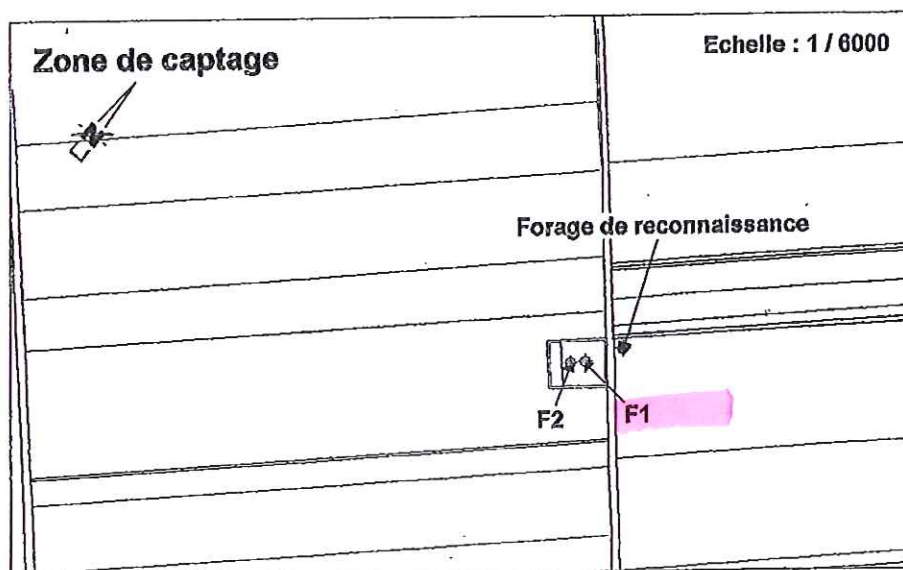 Zone de captage
Echelle : 1 / 6000
Forage de reconnaissance
F2
F1